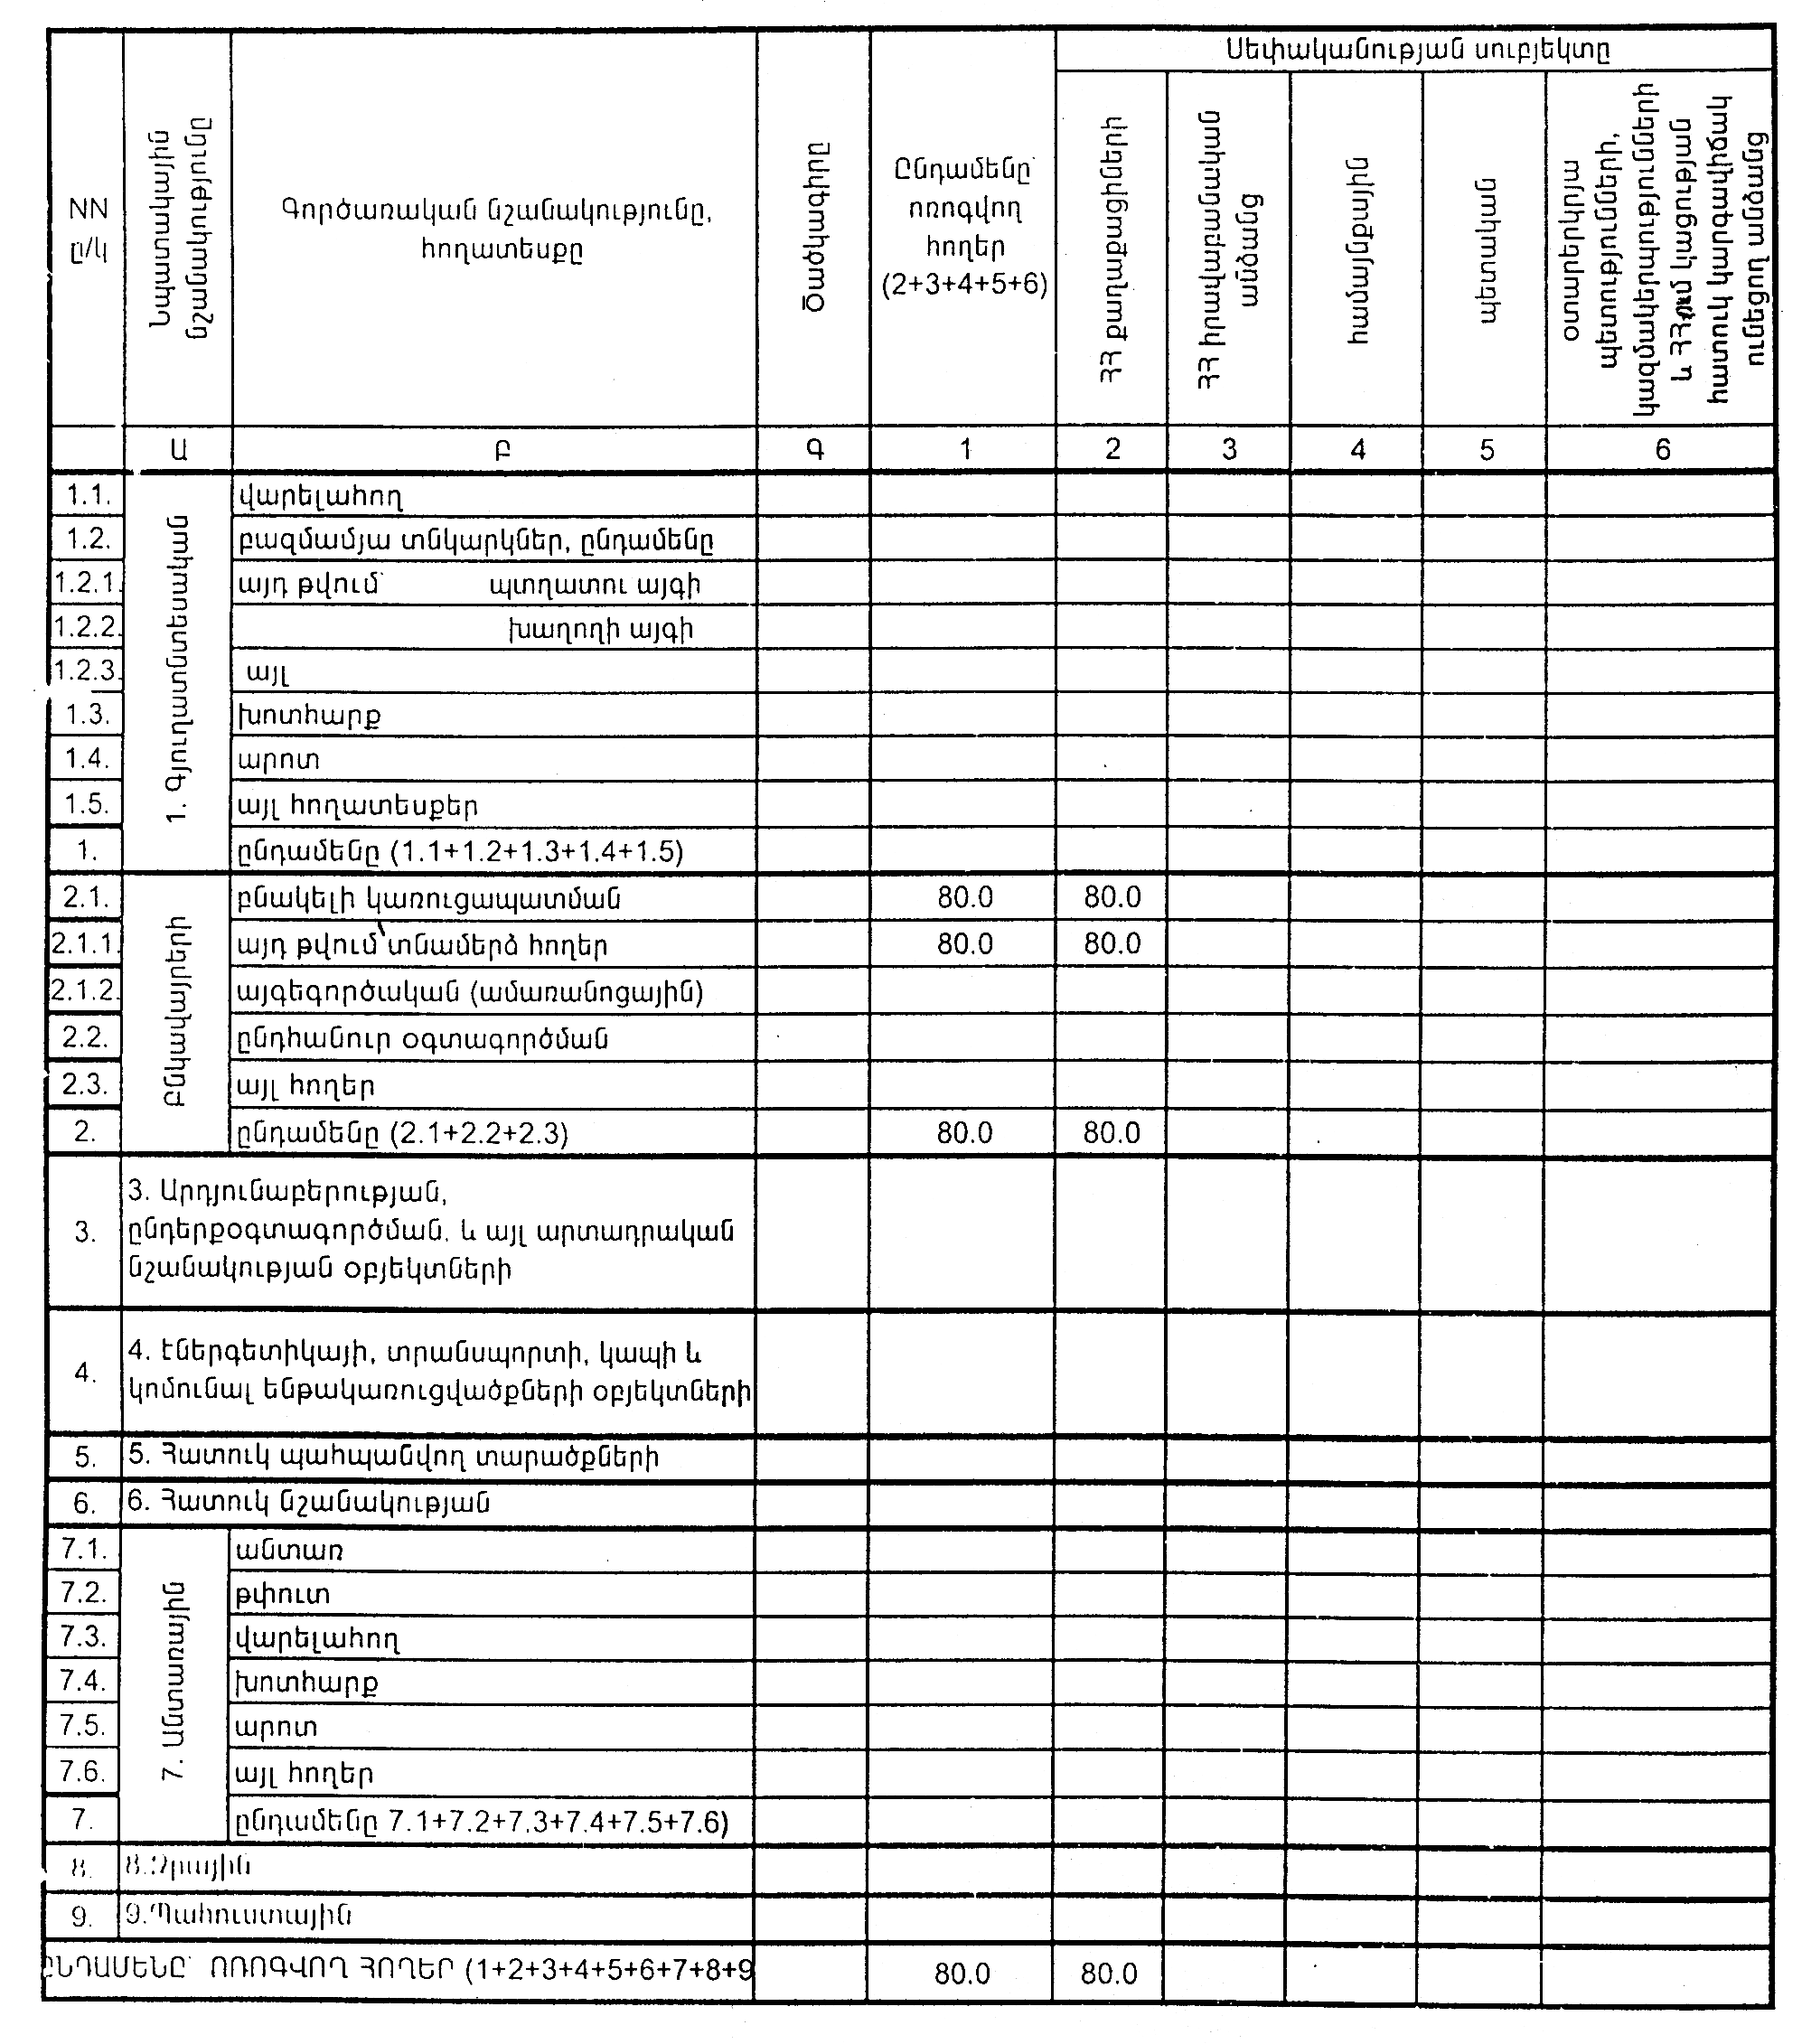 Սեփականության սուբյեկտը
NN
ը/կ
Նպատակային
նշանակությունը
Գործառական նշանակությունը,
հողատեսքը
Ծածկագիրը
Ընդամենը՝
ոռոգվող
հողեր
(2+3+4+5+6)
ՀՀ քաղաքացիների
ՀՀ իրավաբանական
անձանց
համայնքային
պետական
օտարերկրյա
պետությունների,
կազմակերպությունների
և ՀՀ-ում կացության
հատուկ կարգավիճակ
ունեցող անձանց
Ա Բ Գ 1 2 3 4 5 6
1. Գյուղատնտեսական
1.1. վարելահող
1.2. բազմամյա տնկարկներ, ընդամենը
1.2.1. այդ թվում՝ պտղատու այգի
1.2.2. խաղողի այգի
1.2.3. այլ
1.3. խոտհարք
1.4. արոտ
1.5. այլ հողատեսքեր
1. ընդամենը (1.1+1.2+1.3+1.4+1.5)
Բնկավայրերի
2.1. բնակելի կառուցապատման 80.0 80.0
2.1.1. այդ թվում՝ տնամերձ հողեր 80.0 80.0
2.1.2. այգեգործական (ամառանոցային)
2.2. ընդհանուր օգտագործման
2.3. այլ հողեր
2. ընդամենը (2.1+2.2+2.3) 80.0 80.0
3. 3. Արդյունաբերության,
ընդերքօգտագործման, և այլ արտադրական
նշանակության օբյեկտների
4. 4. էներգետիկայի, տրանսպորտի, կապի և
կոմունալ ենթակառուցվածքների օբյեկտների
5. 5. Հատուկ պահպանվող տարածքների
6. 6. Հատուկ նշանակության
7. Անտառային
7.1. անտառ
7.2. թփուտ
7.3. վարելահող
7.4. խոտհարք
7.5. արոտ
7.6. այլ հողեր
7. ընդամենը 7.1+7.2+7.3+7.4+7.5+7.6)
8. 8.Ջրային
9. 9.Պահուստային
ԸՆԴԱՄԵՆԸ՝ ՈՌՈԳՎՈՂ ՀՈՂԵՐ (1+2+3+4+5+6+7+8+9 80.0 80.0